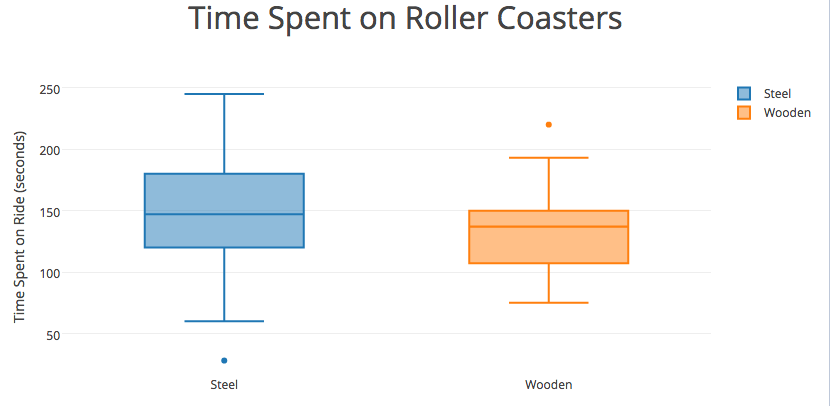 Time Spent on Roller Coasters
Steel
Wooden
Time Spent on Ride (seconds)
250
200
150
100
50
Steel
Wooden